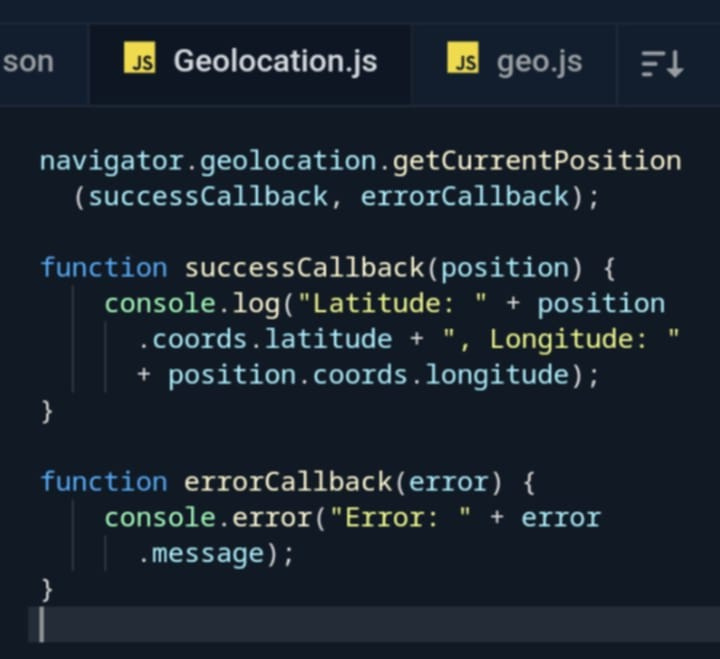 son JS Geolocation.js JS geo.js
navigator.geolocation.getCurrentPosition
(successCallback, errorCallback);
function successCallback(position) {
console.log("Latitude: " + position
.coords.latitude + ", Longitude: "
+ position.coords.longitude);
}
function errorCallback(error) {
console.error("Error: " + error
.message);
}